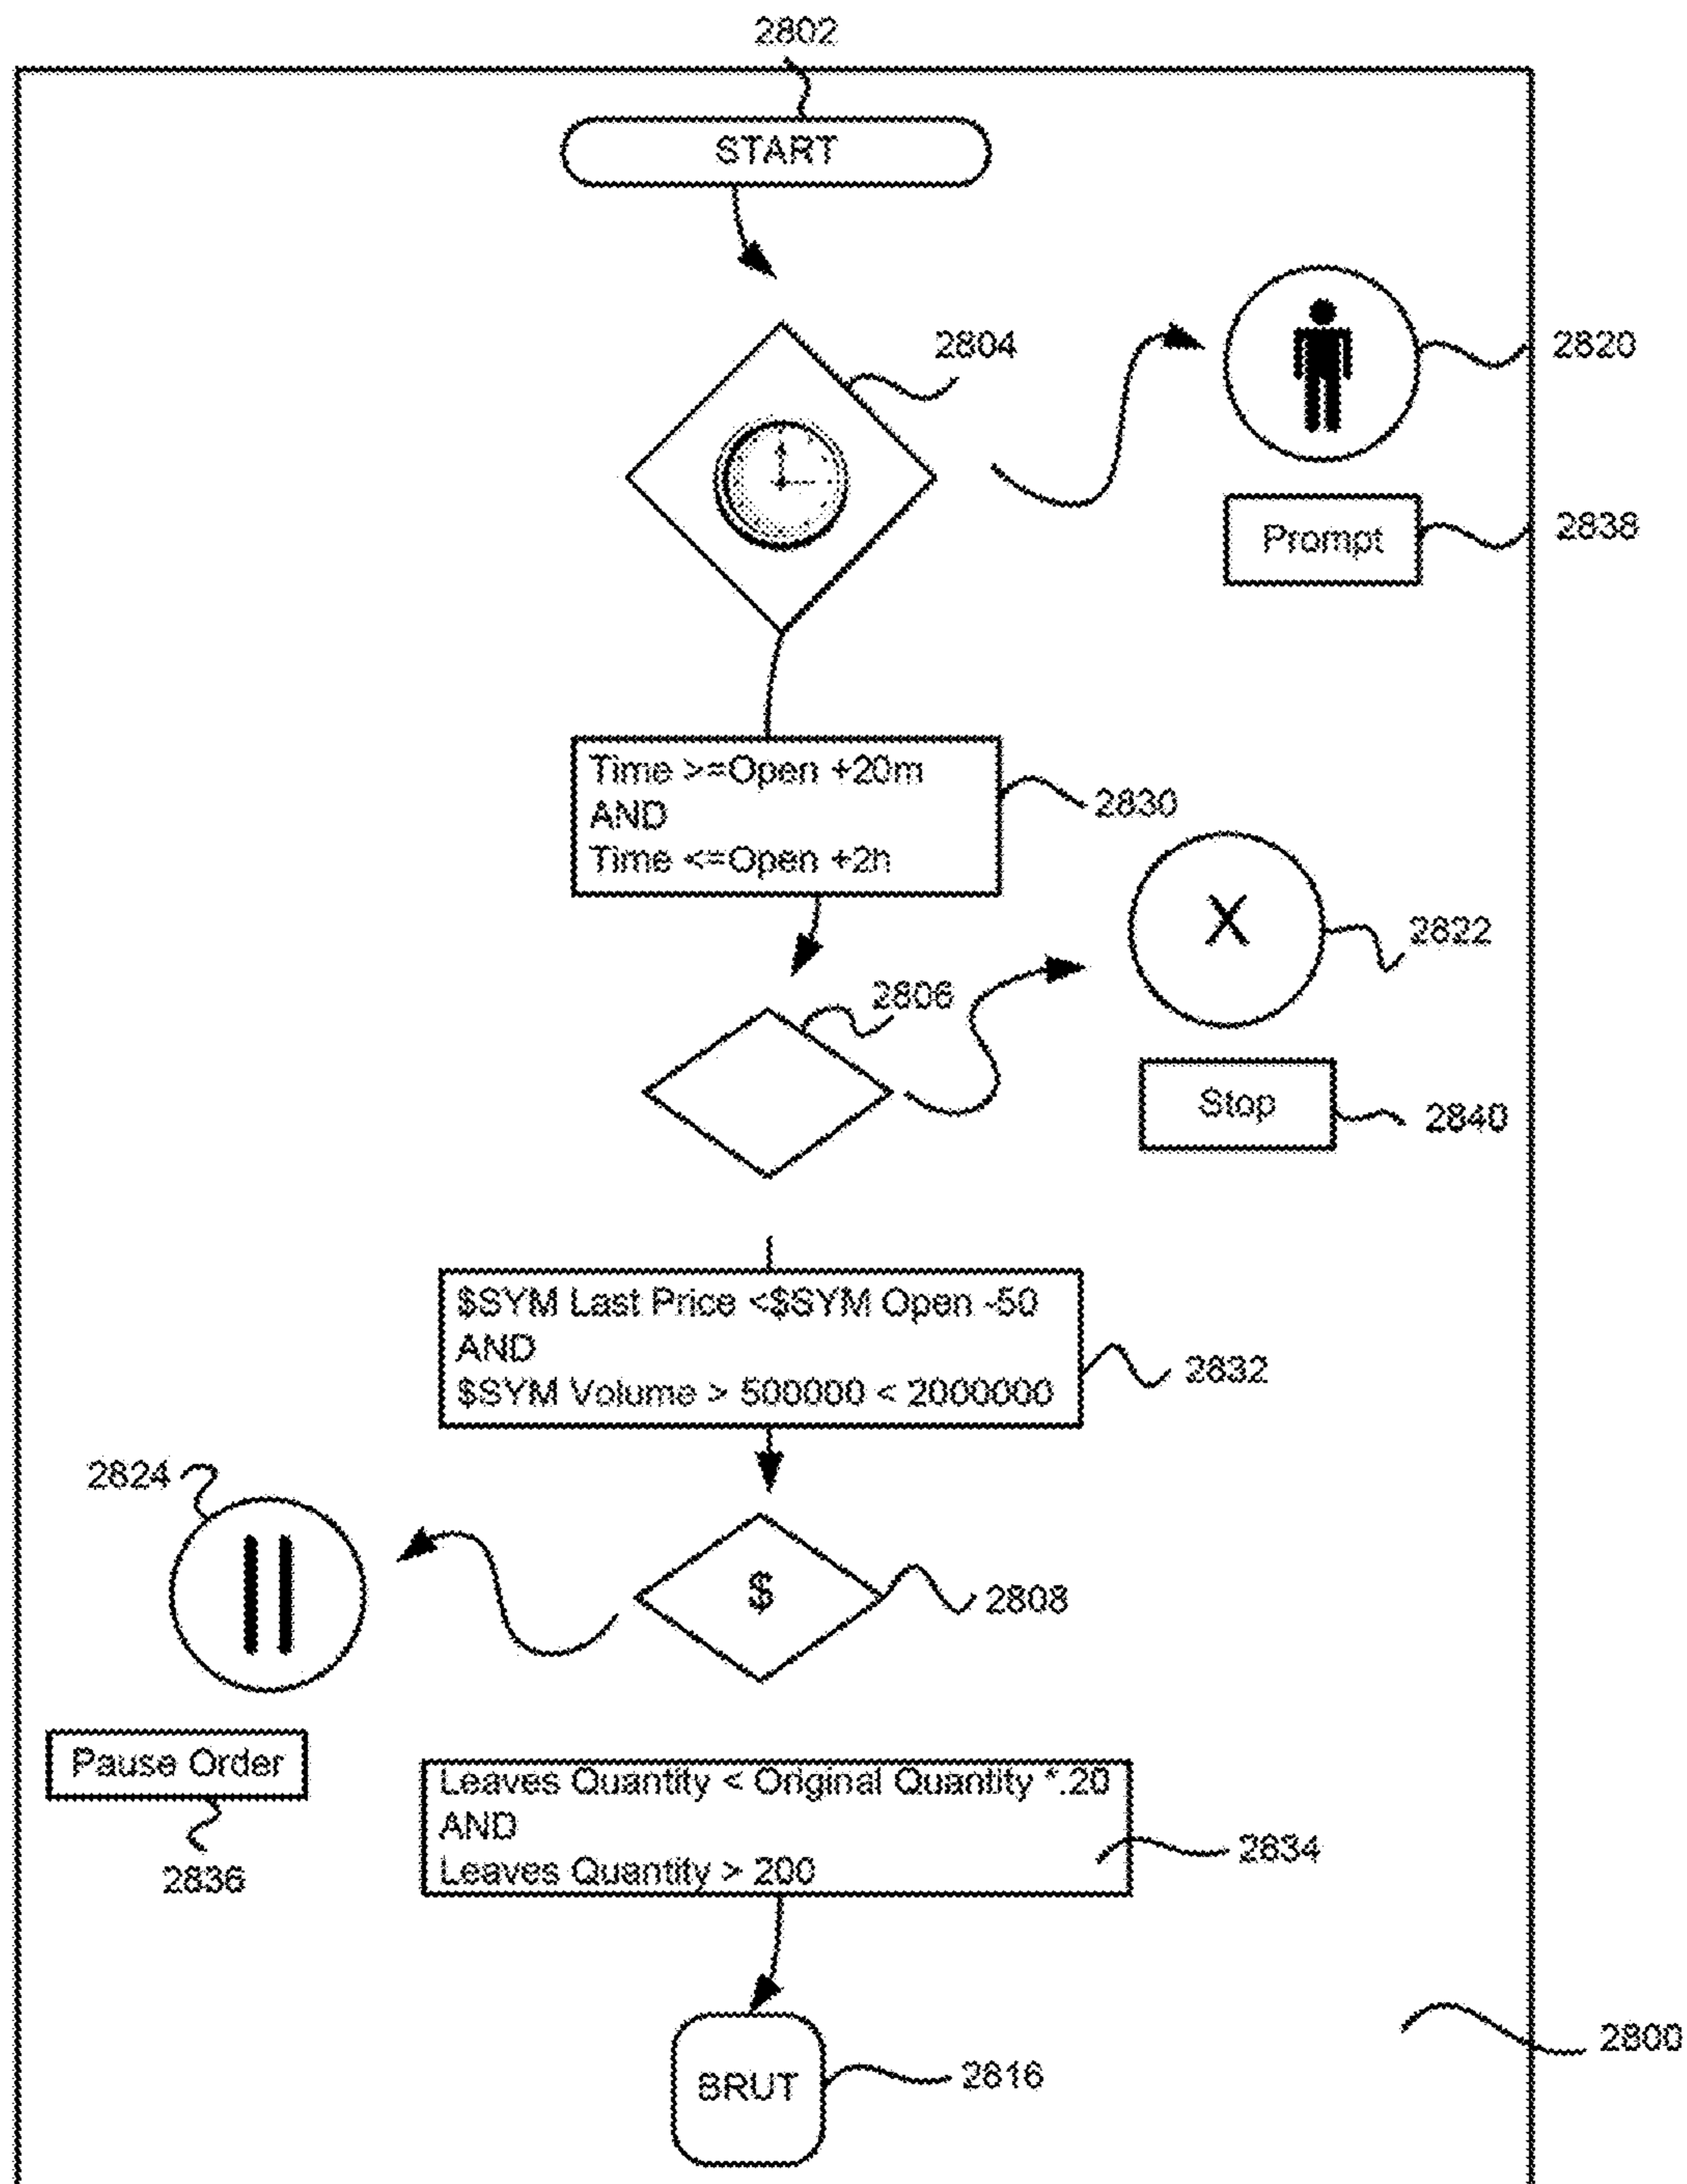 2802
START
2804
2820
Prompt
2838
Time >=Open +20m
AND
Time <=Open +2h
2830
X
2822
2806
Stop
2840
$SYM Last Price <$SYM Open -50
AND
$SYM Volume > 500000 < 2000000
2832
2824
$
2808
Pause Order
2836
Leaves Quantity < Original Quantity *.20
AND
Leaves Quantity > 200
2834
2800
BRUT
2816